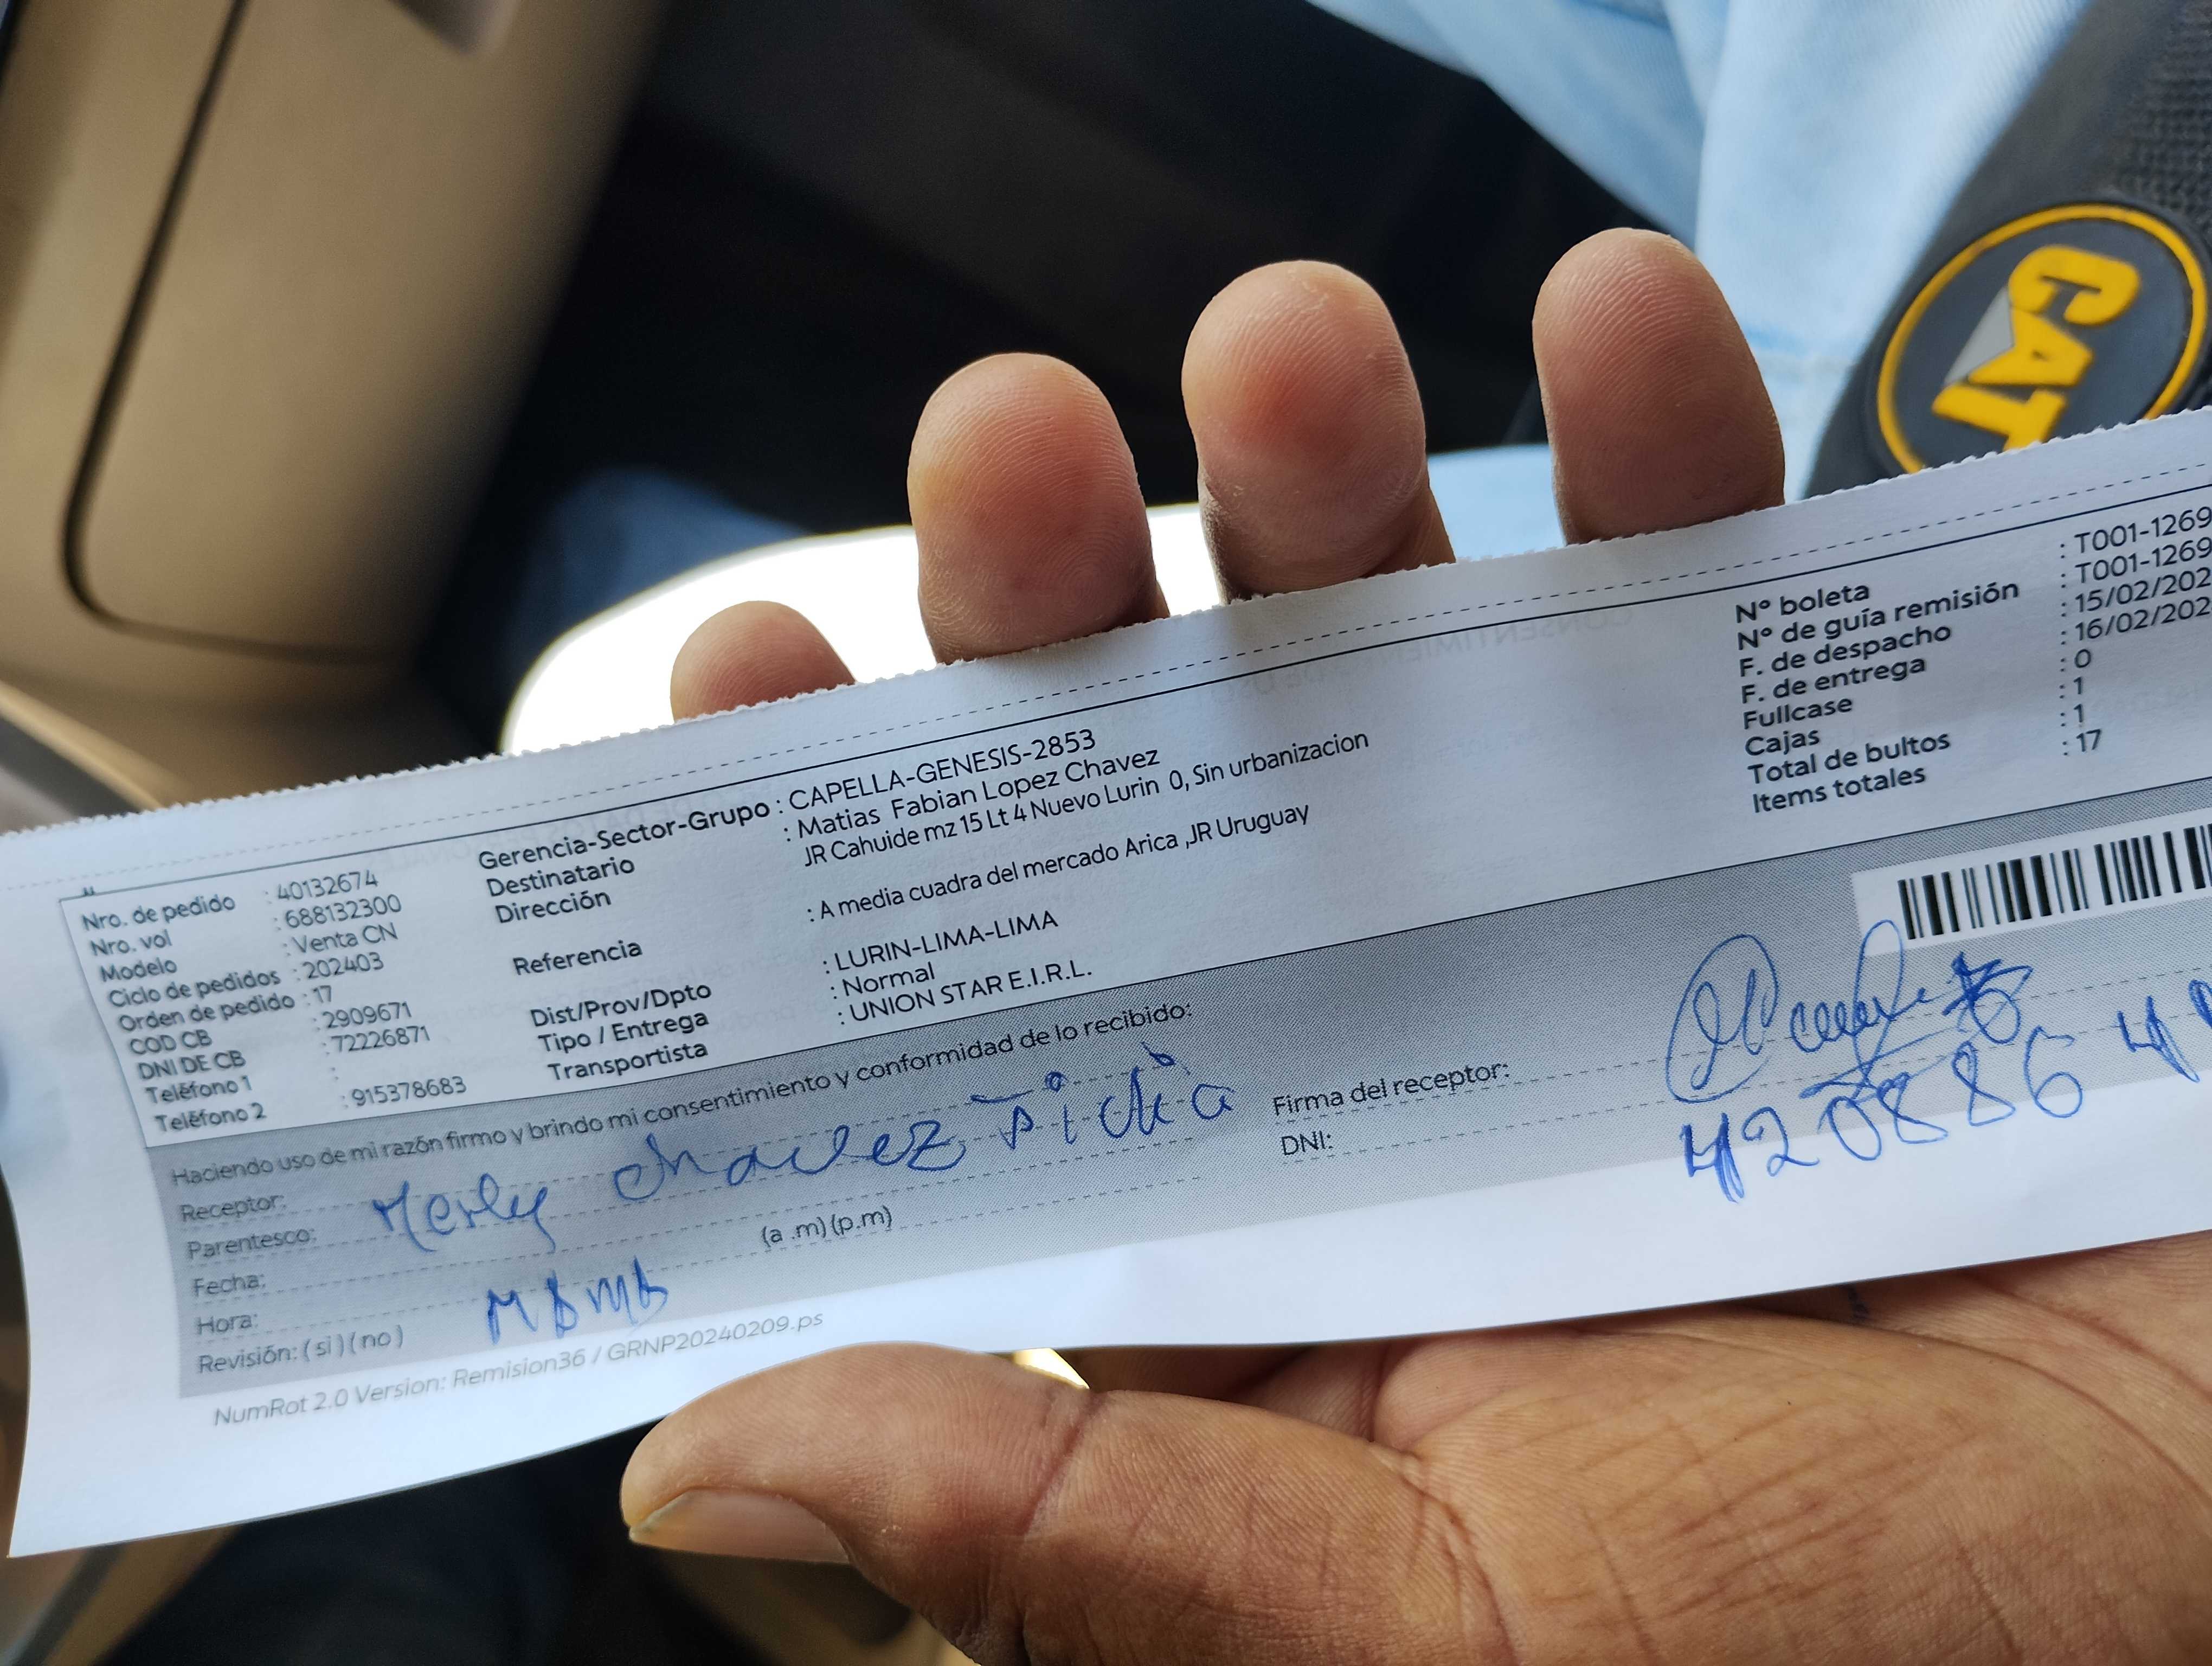 CAT
Nro. de pedido : 40132674
Nro. vol : 688132300
Modelo : Venta CN
Ciclo de pedidos : 202403
Orden de pedido : 17
COD CB : 2909671
DNI DE CB : 72226871
Teléfono 1 :
Teléfono 2 : 915378683
Gerencia-Sector-Grupo : CAPELLA-GENESIS-2853
Destinatario : Matias Fabian Lopez Chavez
Dirección JR Cahuide mz 15 Lt 4 Nuevo Lurin 0, Sin urbanizacion
Referencia : A media cuadra del mercado Arica ,JR Uruguay
Dist/Prov/Dpto : LURIN-LIMA-LIMA
Tipo / Entrega : Normal
Transportista : UNION STAR E.I.R.L.
Nº boleta : T001-1269
Nº de guía remisión : T001-1269
F. de despacho : 15/02/202
F. de entrega : 16/02/202
Fullcase : 0
Cajas : 1
Total de bultos : 1
Items totales : 17
Haciendo uso de mi razón firmo y brindo mi consentimiento y conformidad de lo recibido:
Receptor: Merly chavez
Parentesco:
Fecha:
Hora: (a .m) (p.m)
Revisión: ( si ) ( no )
Firma del receptor:
DNI: 420886
NumRot 2.0 Version: Remision36 / GRNP20240209.ps